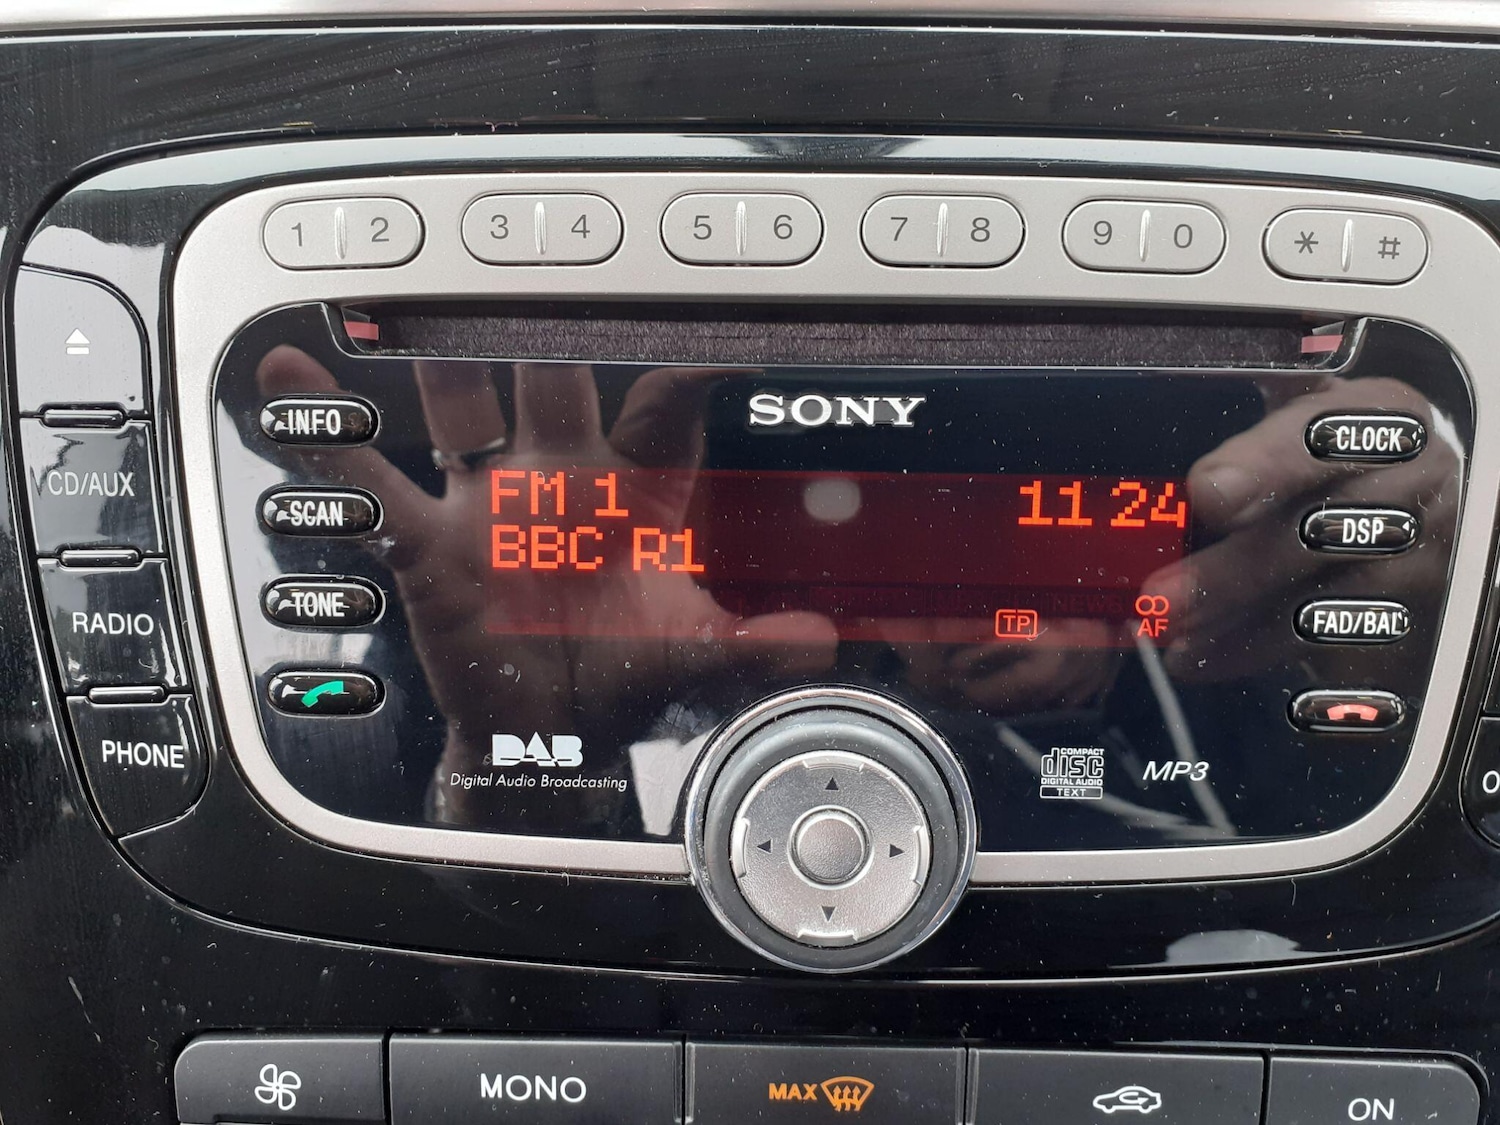 1 2 3 4 5 6 7 8 9 0 * #
SONY
INFO
CLOCK
CD/AUX
FM 1 11 24
SCAN
DSP
BBC R1
TONE
TP
AF
FAD/BAL
RADIO
PHONE
DAB
Digital Audio Broadcasting
COMPACT
disc
DIGITAL AUDIO
TEXT
MP3
MONO
MAX
ON